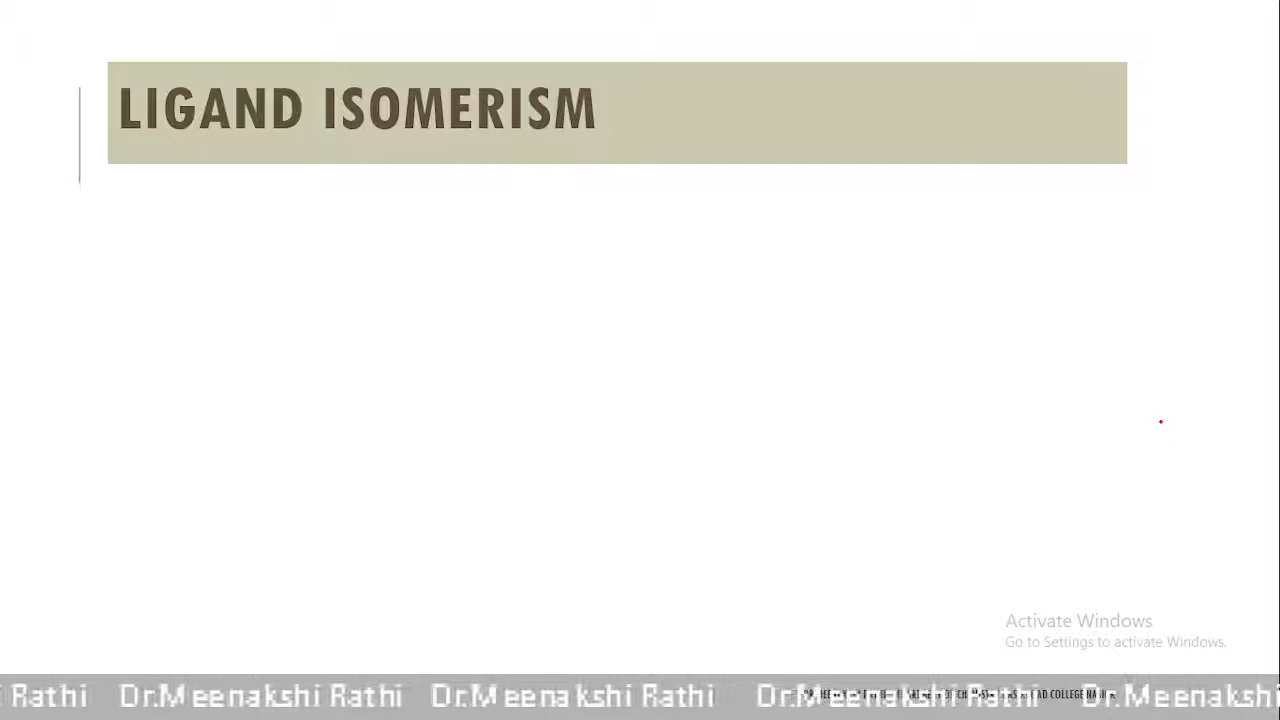 LIGAND ISOMERISM
Activate Windows
Go to Settings to activate Windows.
i Rathi Dr.Meenakshi Rathi Dr.Meenakshi Rathi Dr.Meenakshi Rathi Dr.Meenakshi